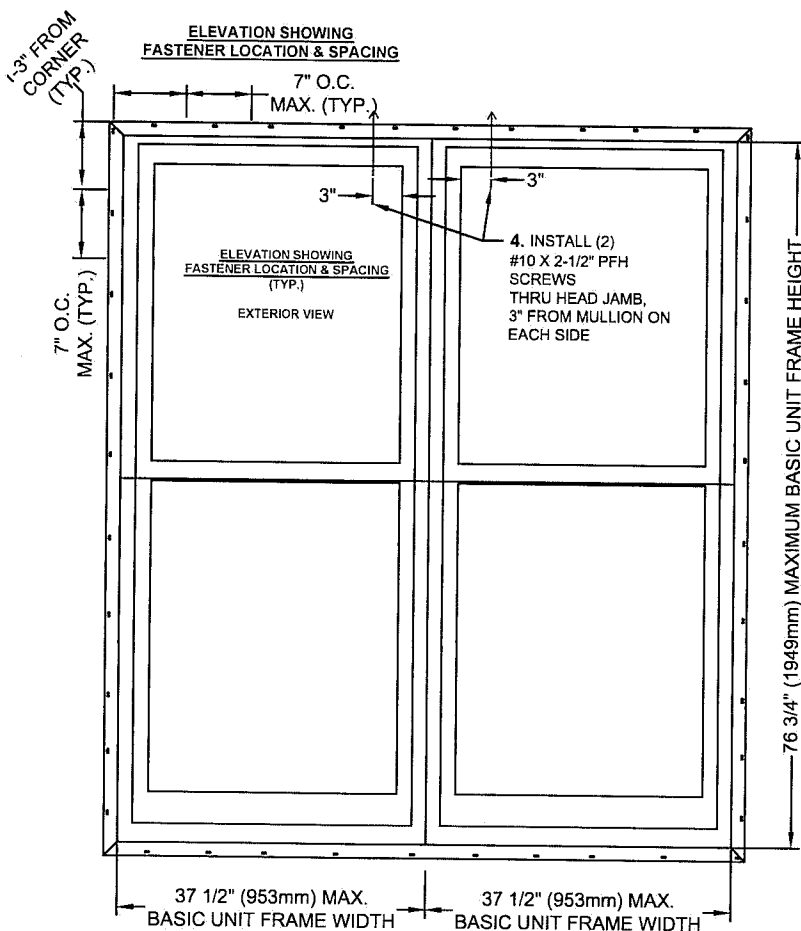 ELEVATION SHOWING
FASTENER LOCATION & SPACING
-3" FROM
CORNER
(TYP.)
7" O.C.
MAX. (TYP.)
3"
3"
4. INSTALL (2)
#10 X 2-1/2" PFH
SCREWS
THRU HEAD JAMB,
3" FROM MULLION ON
EACH SIDE
ELEVATION SHOWING
FASTENER LOCATION & SPACING
(TYP.)
EXTERIOR VIEW
7" O.C.
MAX. (TYP.)
76 3/4" (1949mm) MAXIMUM BASIC UNIT FRAME HEIGHT
37 1/2" (953mm) MAX.
BASIC UNIT FRAME WIDTH
37 1/2" (953mm) MAX.
BASIC UNIT FRAME WIDTH